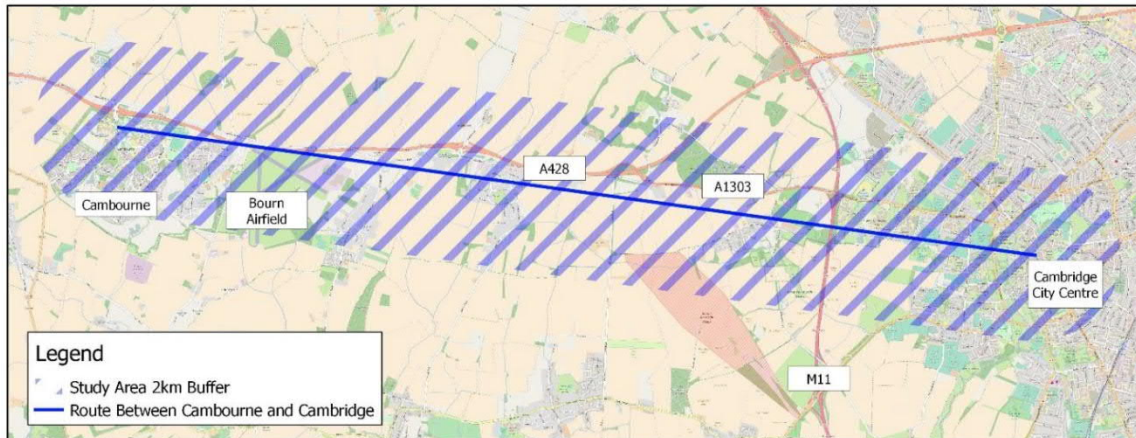 A428
A1303
Cambourne
Bourn
Airfield
Cambridge
City Centre
M11
Legend
Study Area 2km Buffer
Route Between Cambourne and Cambridge